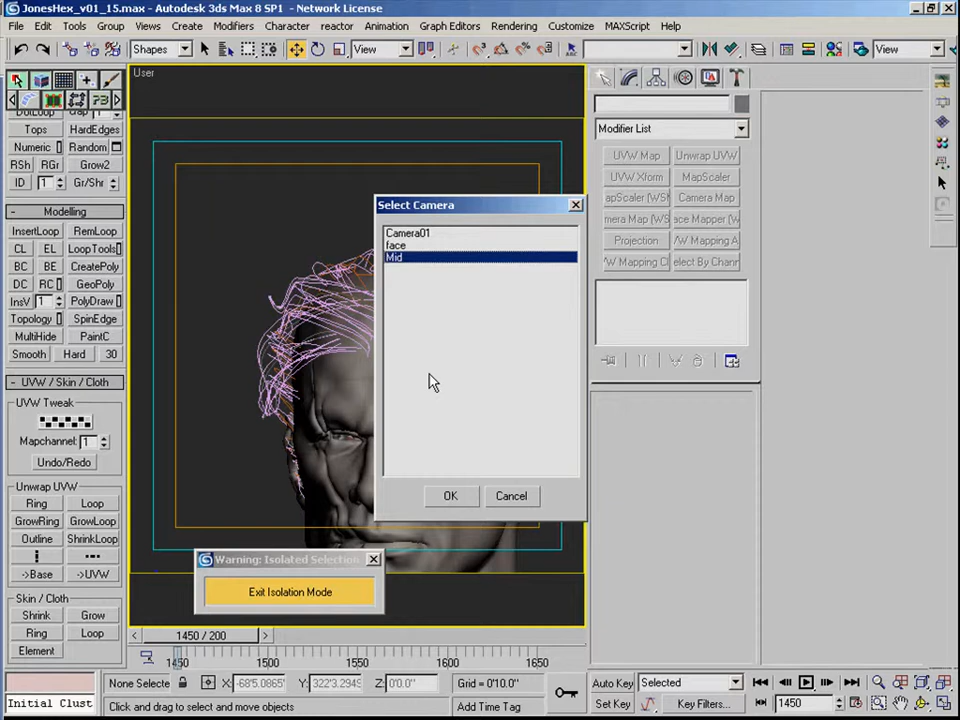 JonesHex_v01_15.max - Autodesk 3ds Max 8 SP1 - Network License
File Edit Tools Group Views Create Modifiers Character reactor Animation Graph Editors Rendering Customize MAXScript Help
Shapes View View
User
Tops HardEdges
Numeric Random
RSh RGr Grow2
ID 1 Gr/Shr
- Modelling
InsertLoop RemLoop
CL EL LoopTools
BC BE CreatePoly
DC RC GeoPoly
InsV 1 PolyDraw
Topology SpinEdge
MultiHide PaintC
Smooth Hard 30
- UVW / Skin / Cloth
UVW Tweak
Mapchannel: 1
Undo/Redo
Unwrap UVW
Ring Loop
GrowRing GrowLoop
Outline ShrinkLoop
->Base ->UVW
Skin / Cloth
Shrink Grow
Ring Loop
Element
Select Camera
Camera01
face
Mid
OK Cancel
Warning: Isolated Selection
Exit Isolation Mode
Modifier List
UVW Map Unwrap UVW
UVW Xform MapScaler
Camera Map
Projection
1450 / 200
1450 1500 1550 1600 1650
None Selecte X: Y: Z: 0'0.0" Grid = 0'10.0"
Auto Key Selected
Initial Clust Click and drag to select and move objects Add Time Tag Set Key Key Filters... 1450